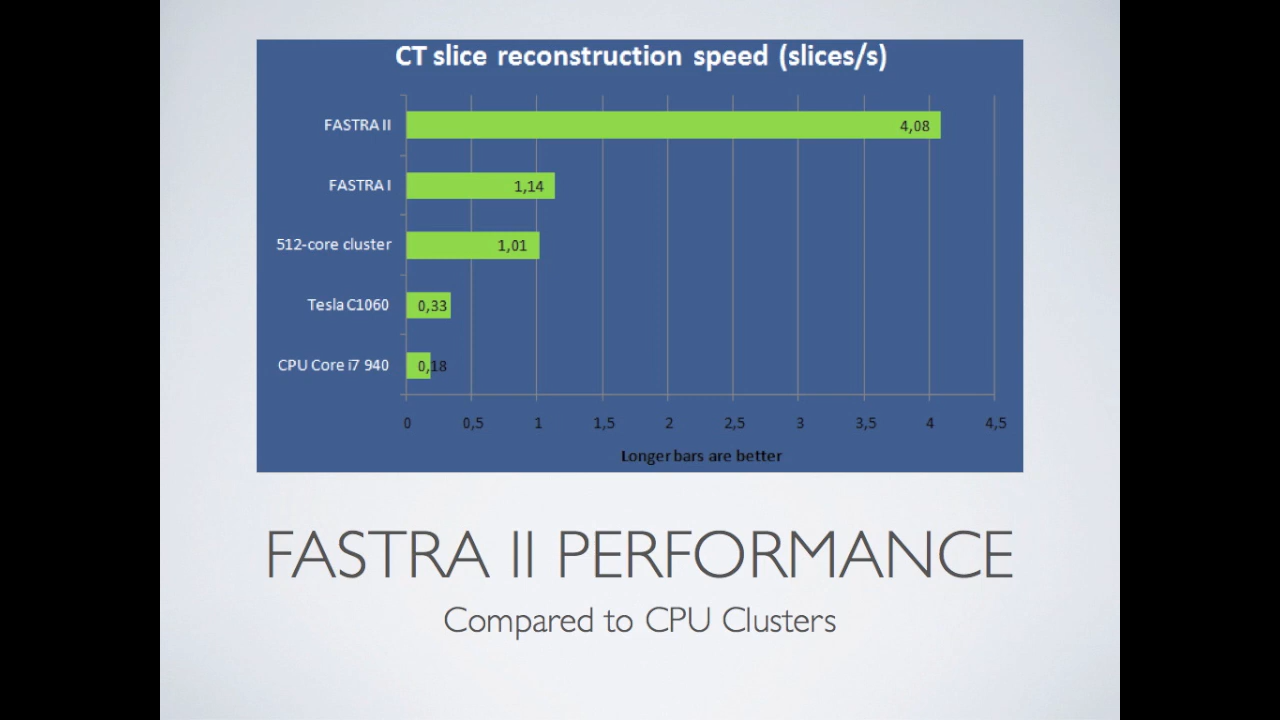 CT slice reconstruction speed (slices/s)
FASTRA II 4,08
FASTRA I 1,14
512-core cluster 1,01
Tesla C1060 0,33
CPU Core i7 940 0,18
0 0,5 1 1,5 2 2,5 3 3,5 4 4,5
Longer bars are better
FASTRA II PERFORMANCE
Compared to CPU Clusters